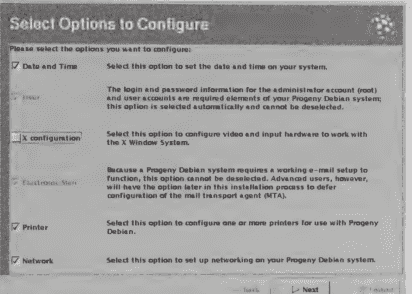 Select Options to Configure
Please select the options you want to configure:
Date and Time
Select this option to set the date and time on your system.
The login and password information for the administrator account (root)
and user accounts are required elements of your Progeny Debian system;
this option is selected automatically and cannot be deselected.
X configuration
Select this option to configure video and input hardware to work with
the X Window System.
Because a Progeny Debian system requires a working e-mail setup to
function, this option cannot be deselected. Advanced users, however,
will have the option later in this installation process to defer
configuration of the mail transport agent (MTA).
Printer
Select this option to configure one or more printers for use with Progeny
Debian.
Network
Select this option to set up networking on your Progeny Debian system.
Next